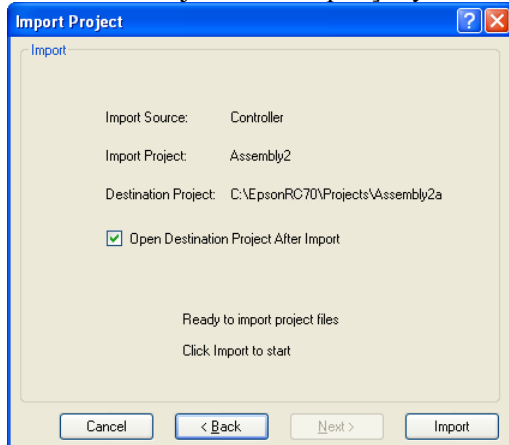 Import Project
Import
Import Source: Controller
Import Project: Assembly2
Destination Project: C:\EpsonRC70\Projects\Assembly2a
Open Destination Project After Import
Ready to import project files
Click Import to start
Cancel < Back Next > Import